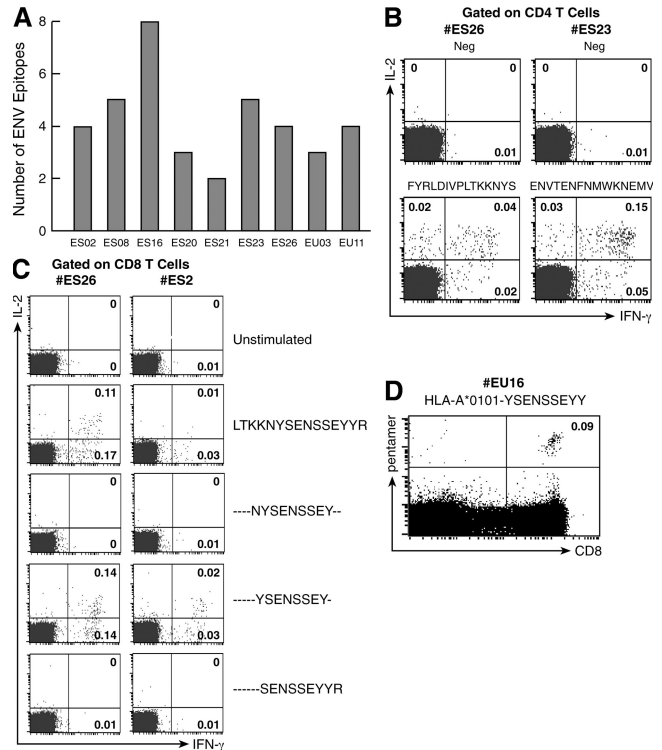 A
Number of ENV Epitopes
8
6
4
2
0
ES02 ES08 ES16 ES20 ES21 ES23 ES26 EU03 EU11
B
Gated on CD4 T Cells
#ES26 #ES23
Neg Neg
IL-2
0 0 0 0
0.01 0.01
FYRLDIVPLTKKNYS ENVTENFNMWKNEMV
0.02 0.04 0.03 0.15
0.02 0.05
IFN-γ
C
Gated on CD8 T Cells
#ES26 #ES2
IL-2
0 0
Unstimulated
0 0.01
0.11 0.01
LTKKNYSENSSEYYR
0.17 0.03
0 0
----NYSENSSEY--
0 0.01
0.14 0.02
-----YSENSSEY-
0.14 0.03
0 0
------SENSSEYYR
0.01 0.01
IFN-γ
D
#EU16
HLA-A*0101-YSENSSEYY
pentamer
0.09
CD8